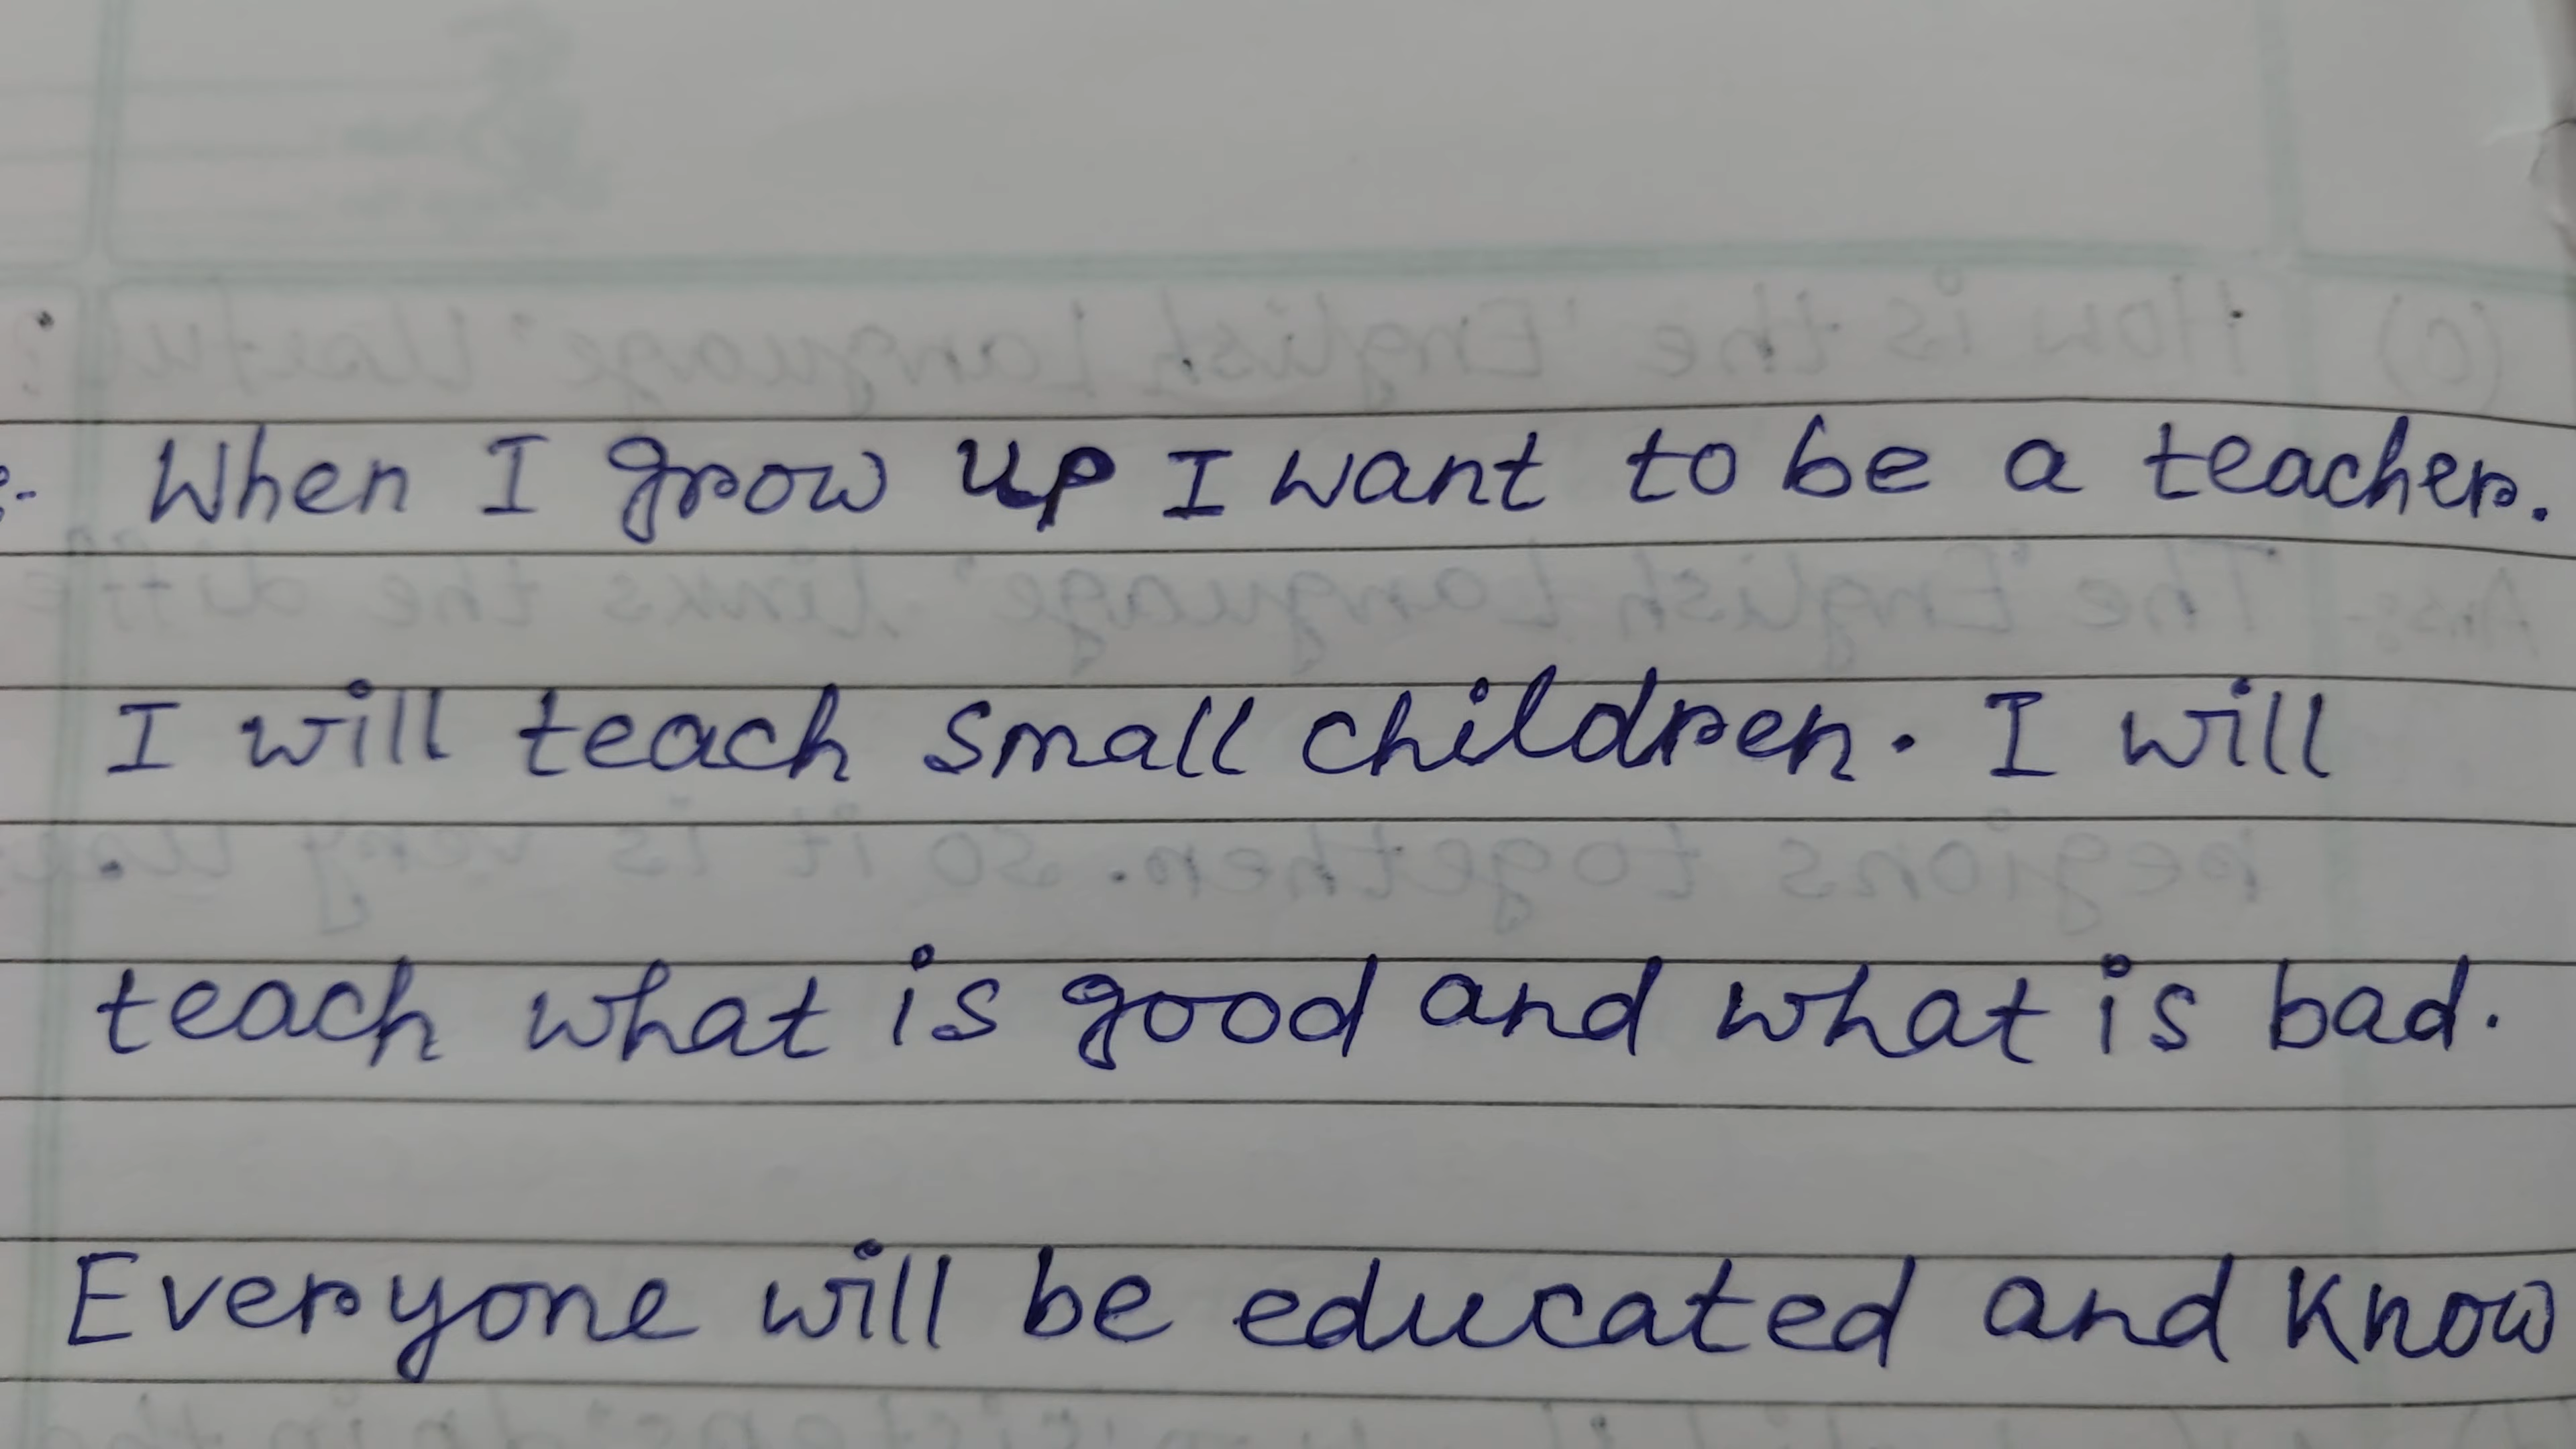 :- When I grow up I want to be a teacher.
I will teach small children. I will
teach what is good and what is bad.
Everyone will be educated and know